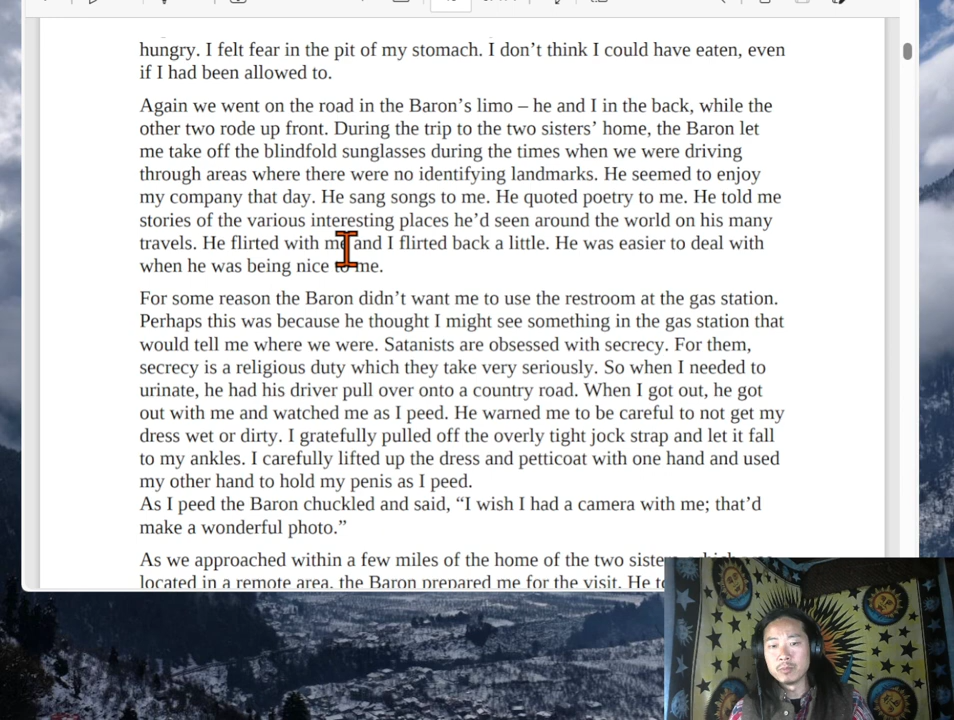 hungry. I felt fear in the pit of my stomach. I don’t think I could have eaten, even
if I had been allowed to.
Again we went on the road in the Baron’s limo – he and I in the back, while the
other two rode up front. During the trip to the two sisters’ home, the Baron let
me take off the blindfold sunglasses during the times when we were driving
through areas where there were no identifying landmarks. He seemed to enjoy
my company that day. He sang songs to me. He quoted poetry to me. He told me
stories of the various interesting places he’d seen around the world on his many
travels. He flirted with me and I flirted back a little. He was easier to deal with
when he was being nice to me.
For some reason the Baron didn’t want me to use the restroom at the gas station.
Perhaps this was because he thought I might see something in the gas station that
would tell me where we were. Satanists are obsessed with secrecy. For them,
secrecy is a religious duty which they take very seriously. So when I needed to
urinate, he had his driver pull over onto a country road. When I got out, he got
out with me and watched me as I peed. He warned me to be careful to not get my
dress wet or dirty. I gratefully pulled off the overly tight jock strap and let it fall
to my ankles. I carefully lifted up the dress and petticoat with one hand and used
my other hand to hold my penis as I peed.
As I peed the Baron chuckled and said, “I wish I had a camera with me; that’d
make a wonderful photo.”
As we approached within a few miles of the home of the two
located in a remote area, the Baron prepared me for the visit. He